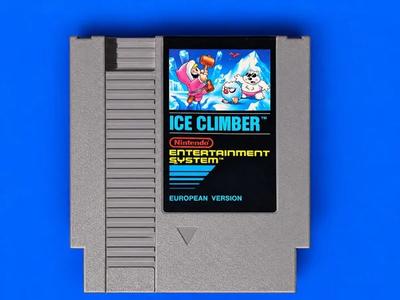 ICE CLIMBER™
Nintendo
ENTERTAINMENT
SYSTEM™
EUROPEAN VERSION